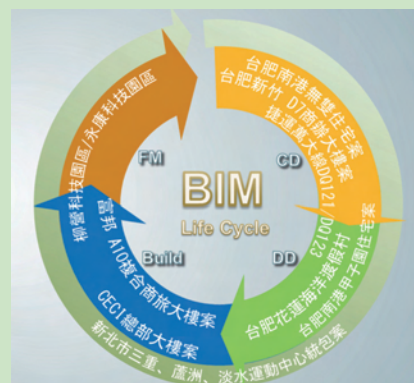 台肥南港無雙住宅案
台肥新竹 D7商辦大樓案
捷運萬大線DQ121/DQ123
台肥南港甲子園住宅案
台肥花蓮海洋渡假村
新北市三重、蘆洲、淡水運動中心統包案
CECI總部大樓案
A10複合商旅大樓案
柳營科技園區/永康科技園區
FM
CD
BIM
Life Cycle
Build
DD